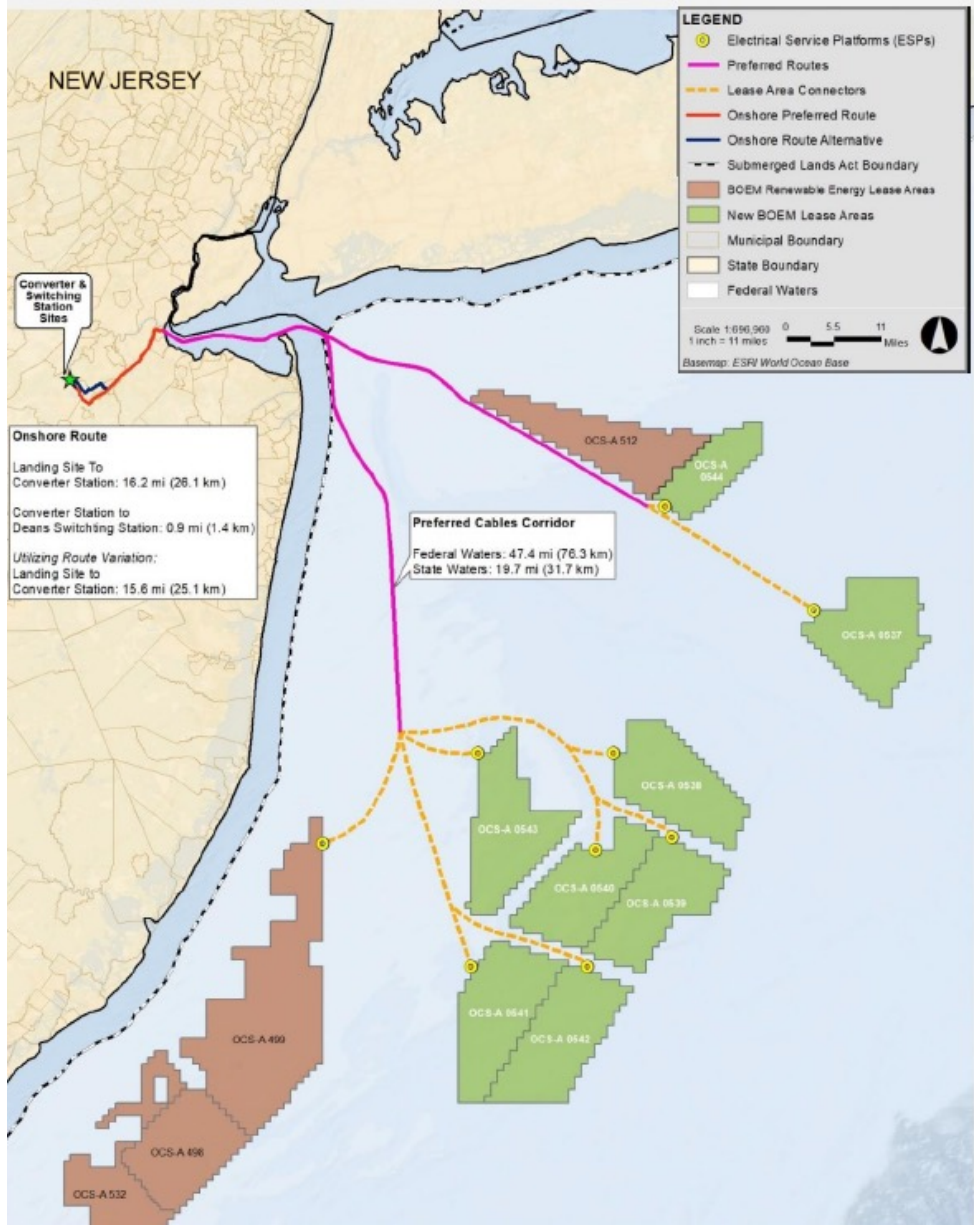 NEW JERSEY
LEGEND
Electrical Service Platforms (ESPs)
Preferred Routes
Lease Area Connectors
Onshore Preferred Route
Onshore Route Alternative
Submerged Lands Act Boundary
BOEM Renewable Energy Lease Areas
New BOEM Lease Areas
Municipal Boundary
State Boundary
Federal Waters
Scale 1:696,960
1 inch = 11 miles
0 5.5 11
Miles
Basemap: ESRI World Ocean Base
Converter &
Switching
Station
Sites
Onshore Route
Landing Site To
Converter Station: 16.2 mi (26.1 km)
Converter Station to
Deans Switchting Station: 0.9 mi (1.4 km)
Utilizing Route Variation:
Landing Site to
Converter Station: 15.6 mi (25.1 km)
Preferred Cables Corridor
Federal Waters: 47.4 mi (76.3 km)
State Waters: 19.7 mi (31.7 km)
OCS-A 512
OCS-A
0544
OCS-A 0537
OCS-A 0538
OCS-A 0543
OCS-A 0540
OCS-A 0539
OCS-A 0541
OCS-A 0542
OCS-A 499
OCS-A 498
OCS-A 532